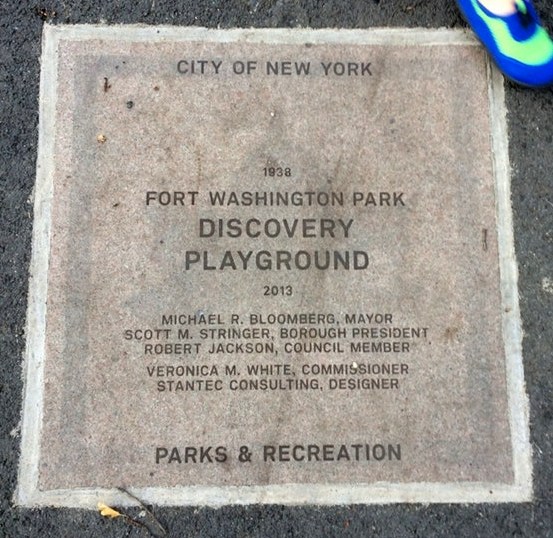 CITY OF NEW YORK
1938
FORT WASHINGTON PARK
DISCOVERY
PLAYGROUND
2013
MICHAEL R. BLOOMBERG, MAYOR
SCOTT M. STRINGER, BOROUGH PRESIDENT
ROBERT JACKSON, COUNCIL MEMBER
VERONICA M. WHITE, COMMISSIONER
STANTEC CONSULTING, DESIGNER
PARKS & RECREATION